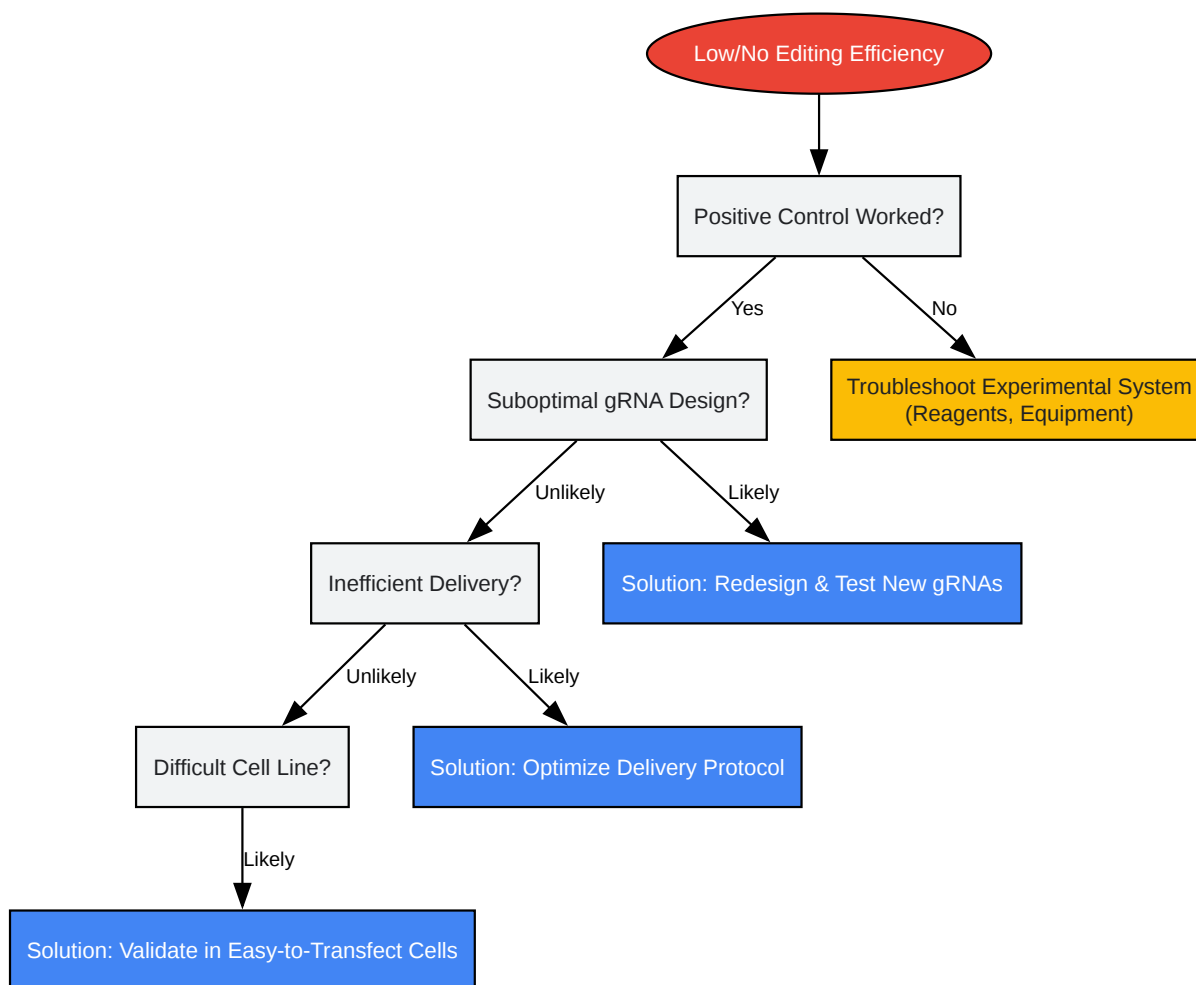 Low/No Editing Efficiency
Positive Control Worked?
Yes
No
Suboptimal gRNA Design?
Troubleshoot Experimental System
(Reagents, Equipment)
Unlikely
Likely
Inefficient Delivery?
Solution: Redesign & Test New gRNAs
Unlikely
Likely
Difficult Cell Line?
Solution: Optimize Delivery Protocol
Likely
Solution: Validate in Easy-to-Transfect Cells